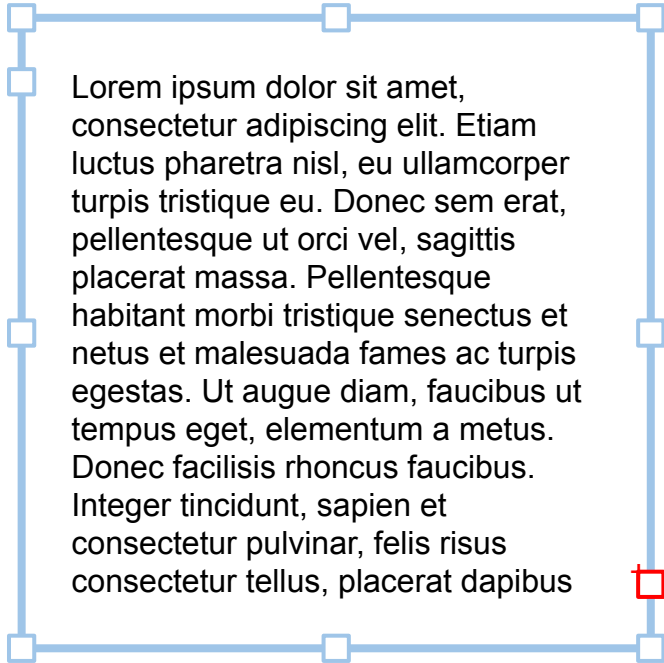 Lorem ipsum dolor sit amet,
consectetur adipiscing elit. Etiam
luctus pharetra nisl, eu ullamcorper
turpis tristique eu. Donec sem erat,
pellentesque ut orci vel, sagittis
placerat massa. Pellentesque
habitant morbi tristique senectus et
netus et malesuada fames ac turpis
egestas. Ut augue diam, faucibus ut
tempus eget, elementum a metus.
Donec facilisis rhoncus faucibus.
Integer tincidunt, sapien et
consectetur pulvinar, felis risus
consectetur tellus, placerat dapibus